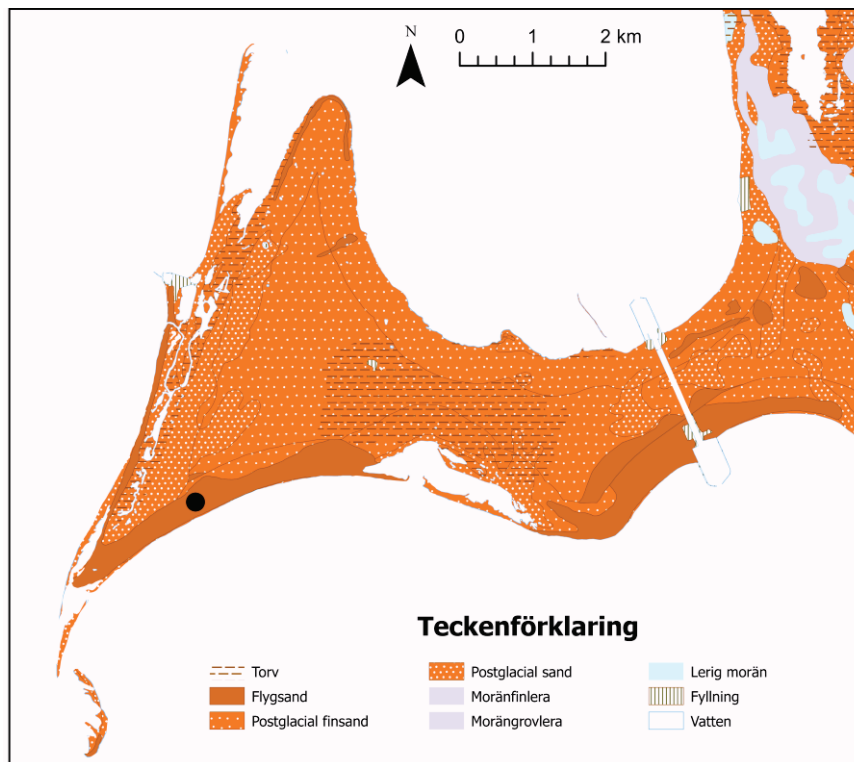 N
0 1 2 km
Teckenförklaring
Torv
Flygsand
Postglacial finsand
Postglacial sand
Moränfinlera
Morängrovlera
Lerig morän
Fyllning
Vatten